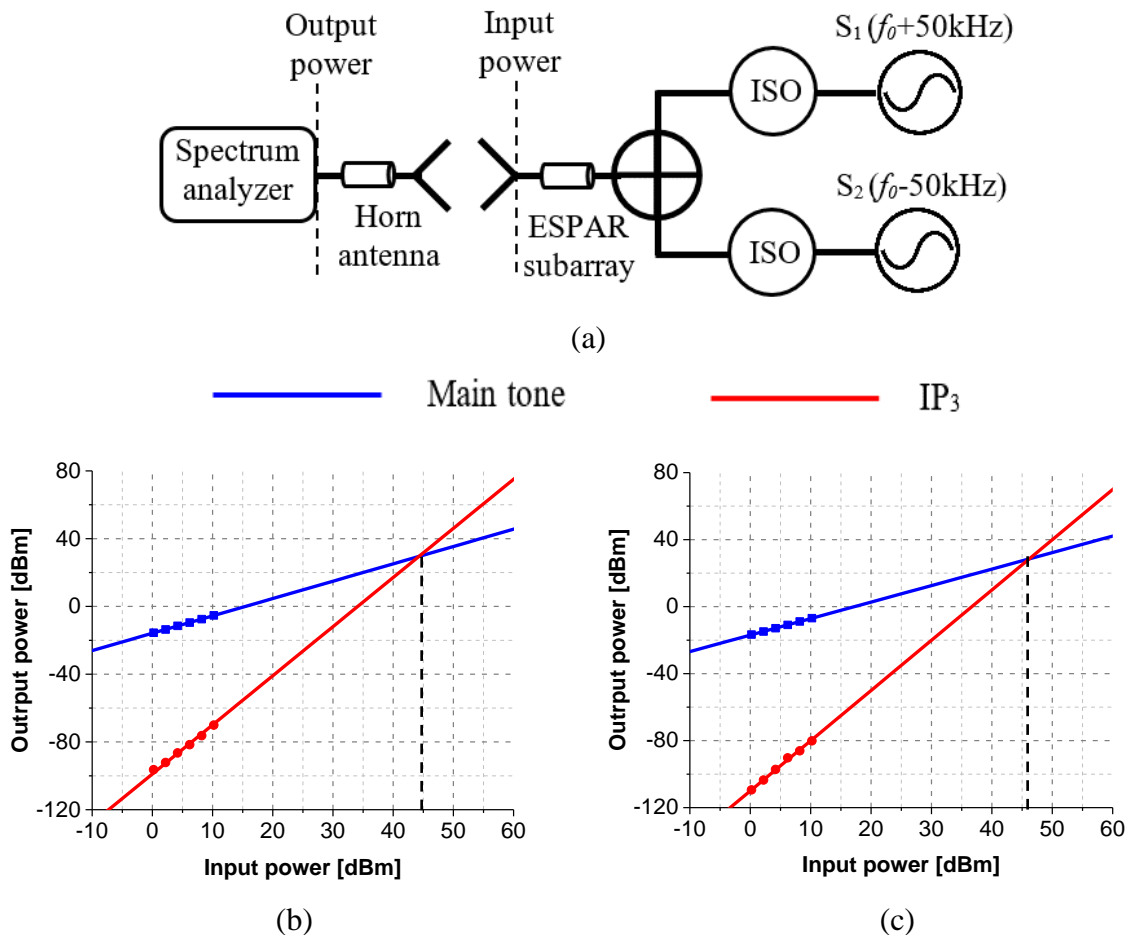 Output
power
Input
power
S1 (f0+50kHz)
ISO
Spectrum
analyzer
Horn
antenna
ESPAR
subarray
S2 (f0-50kHz)
ISO
(a)
Main tone
IP3
80
40
0
-40
-80
-120
-10 0 10 20 30 40 50 60
Outrput power [dBm]
Input power [dBm]
(b)
80
40
0
-40
-80
-120
-10 0 10 20 30 40 50 60
Outrput power [dBm]
Input power [dBm]
(c)